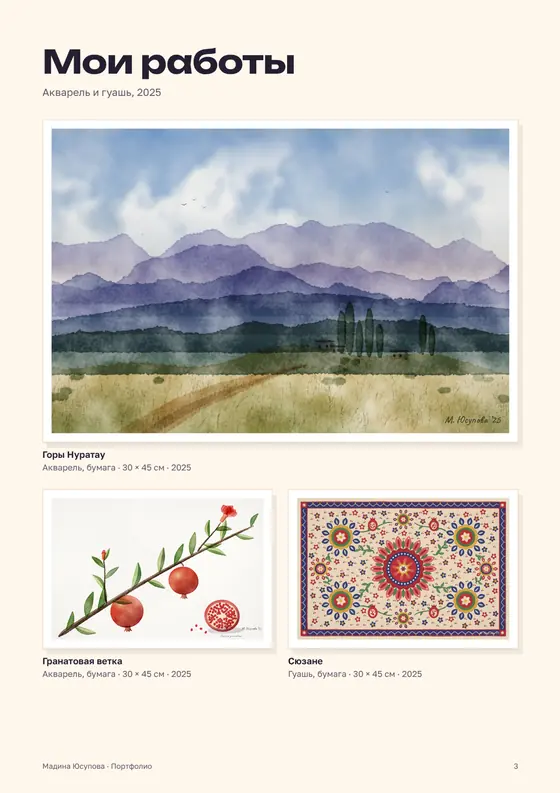 Мои работы
Акварель и гуашь, 2025
М. Юсупова '25
Горы Нуратау
Акварель, бумага · 30 × 45 см · 2025
Гранатовая ветка
Акварель, бумага · 30 × 45 см · 2025
Сюзане
Гуашь, бумага · 30 × 45 см · 2025
Мадина Юсупова · Портфолио
3